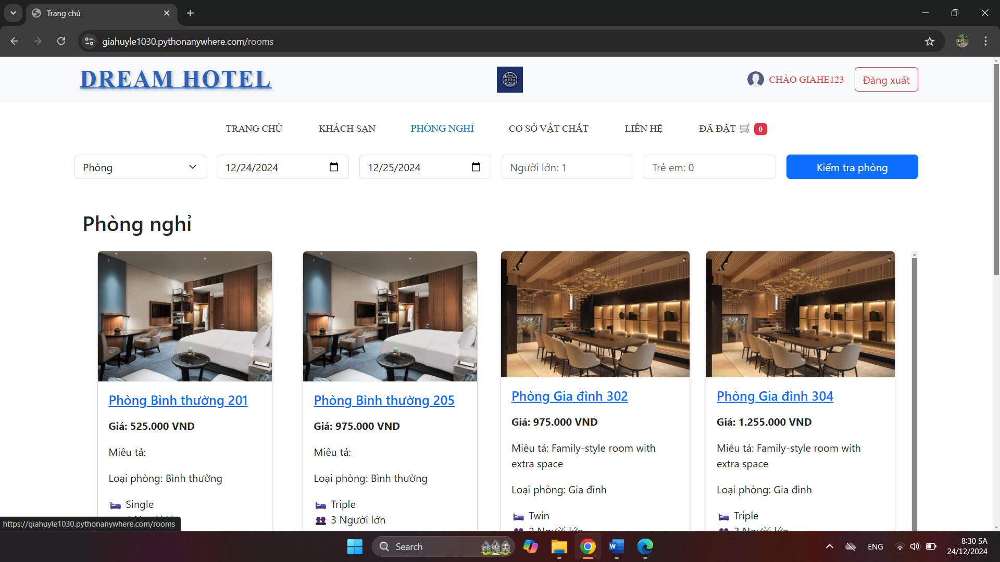 Trang chủ
giahuyle1030.pythonanywhere.com/rooms
DREAM HOTEL
CHÀO GIAHE123
Đăng xuất
TRANG CHỦ
KHÁCH SẠN
PHÒNG NGHỈ
CƠ SỞ VẬT CHẤT
LIÊN HỆ
ĐÃ ĐẶT 🛒 0
Phòng
12/24/2024
12/25/2024
Người lớn: 1
Trẻ em: 0
Kiểm tra phòng
Phòng nghỉ
Phòng Bình thường 201
Giá: 525.000 VND
Miêu tả:
Loại phòng: Bình thường
Single
Phòng Bình thường 205
Giá: 975.000 VND
Miêu tả:
Loại phòng: Bình thường
Triple
3 Người lớn
Phòng Gia đình 302
Giá: 975.000 VND
Miêu tả: Family-style room with
extra space
Loại phòng: Gia đình
Twin
2 Người lớn
Phòng Gia đình 304
Giá: 1.255.000 VND
Miêu tả: Family-style room with
extra space
Loại phòng: Gia đình
Triple
3 Người lớn
https://giahuyle1030.pythonanywhere.com/rooms
Search
ENG
8:30 SA
24/12/2024